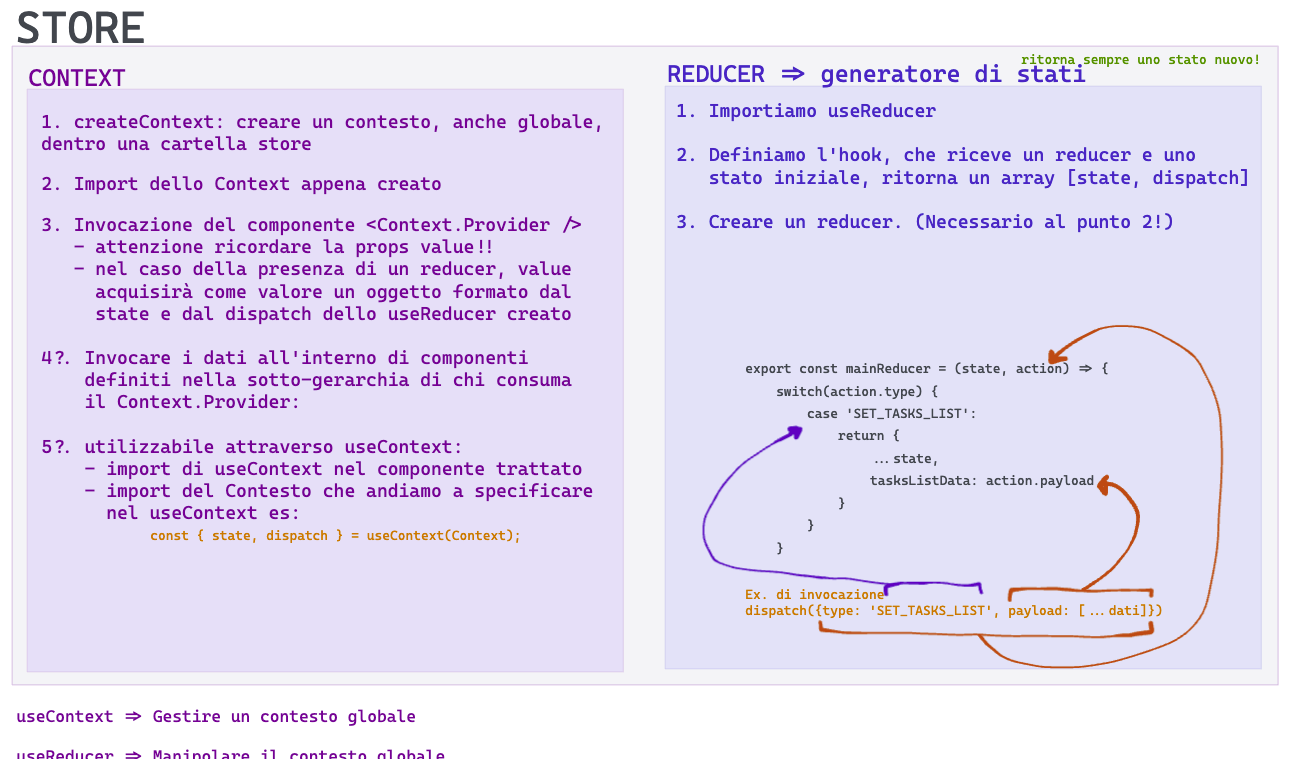 STORE
CONTEXT
1. createContext: creare un contesto, anche globale,
dentro una cartella store
2. Import dello Context appena creato
3. Invocazione del componente <Context.Provider />
- attenzione ricordare la props value!!
- nel caso della presenza di un reducer, value
acquisirà come valore un oggetto formato dal
state e dal dispatch dello useReducer creato
4?. Invocare i dati all'interno di componenti
definiti nella sotto-gerarchia di chi consuma
il Context.Provider:
5?. utilizzabile attraverso useContext:
- import di useContext nel componente trattato
- import del Contesto che andiamo a specificare
nel useContext es:
const { state, dispatch } = useContext(Context);
ritorna sempre uno stato nuovo!
REDUCER => generatore di stati
1. Importiamo useReducer
2. Definiamo l'hook, che riceve un reducer e uno
stato iniziale, ritorna un array [state, dispatch]
3. Creare un reducer. (Necessario al punto 2!)
export const mainReducer = (state, action) => {
switch(action.type) {
case 'SET_TASKS_LIST':
return {
...state,
tasksListData: action.payload
}
}
}
Ex. di invocazione
dispatch({type: 'SET_TASKS_LIST', payload: [...dati]})
useContext => Gestire un contesto globale
useReducer => Manipolare il contesto globale